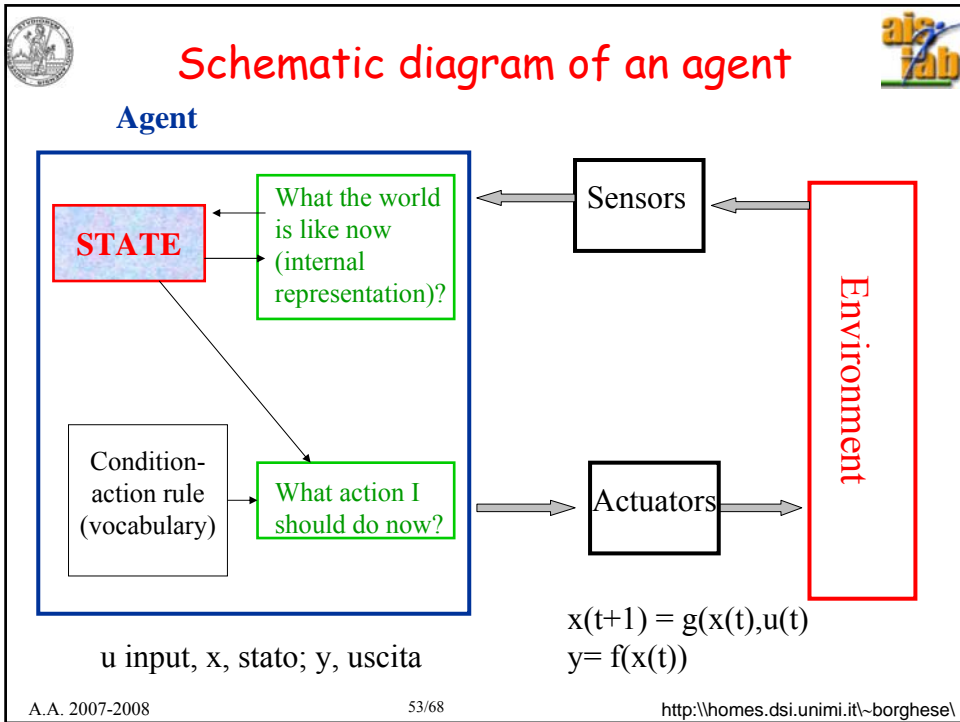 Schematic diagram of an agent
ais
lab
Agent
STATE
What the world
is like now
(internal
representation)?
Sensors
Environment
Condition-
action rule
(vocabulary)
What action I
should do now?
Actuators
x(t+1) = g(x(t),u(t)
y= f(x(t))
u input, x, stato; y, uscita
A.A. 2007-2008
53/68
http:\\homes.dsi.unimi.it\~borghese\